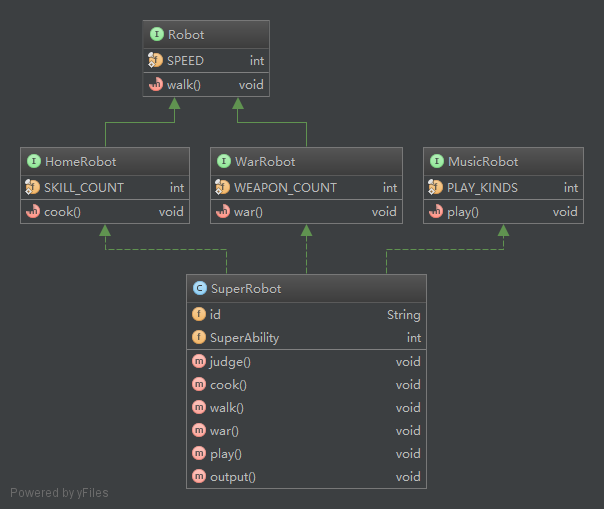 Robot
SPEED int
walk() void
HomeRobot
SKILL_COUNT int
cook() void
WarRobot
WEAPON_COUNT int
war() void
MusicRobot
PLAY_KINDS int
play() void
SuperRobot
id String
SuperAbility int
judge() void
cook() void
walk() void
war() void
play() void
output() void
Powered by yFiles